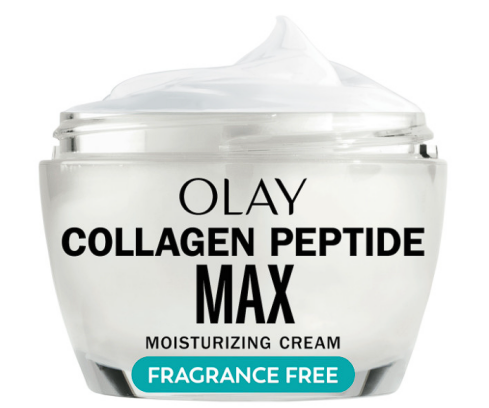 OLAY
COLLAGEN PEPTIDE
MAX
MOISTURIZING CREAM
FRAGRANCE FREE